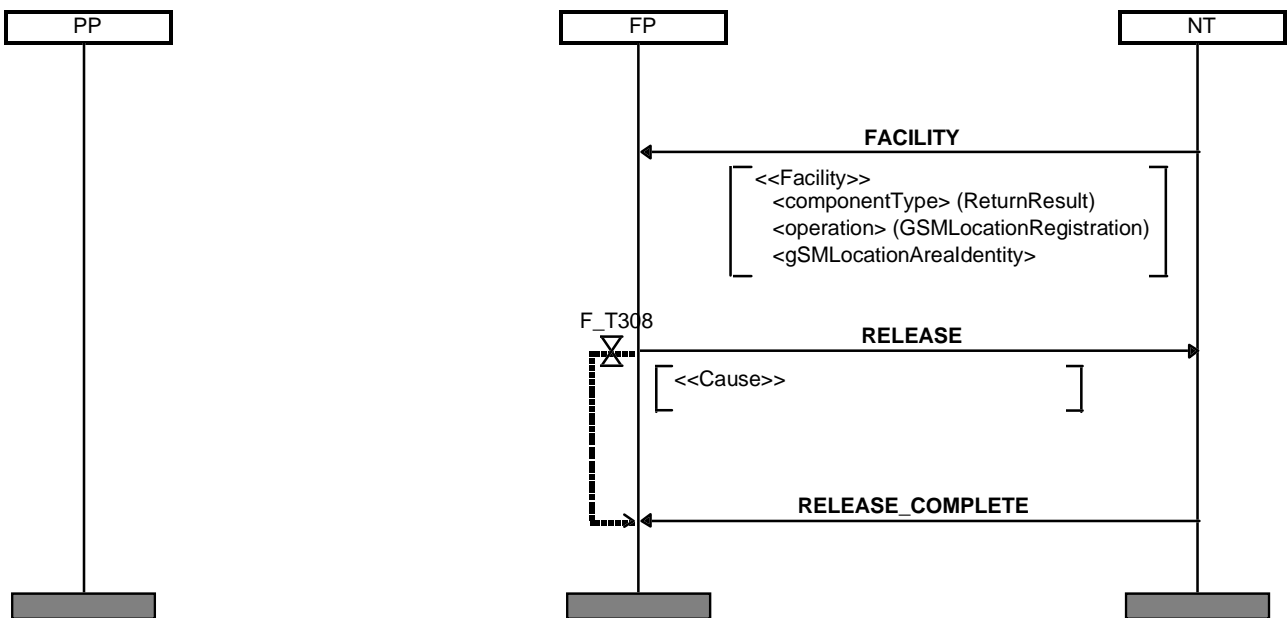 PP
FP
NT
FACILITY
<<Facility>>
<componentType> (ReturnResult)
<operation> (GSMLocationRegistration)
<gSMLocationAreaIdentity>
F_T308
RELEASE
<<Cause>>
RELEASE_COMPLETE